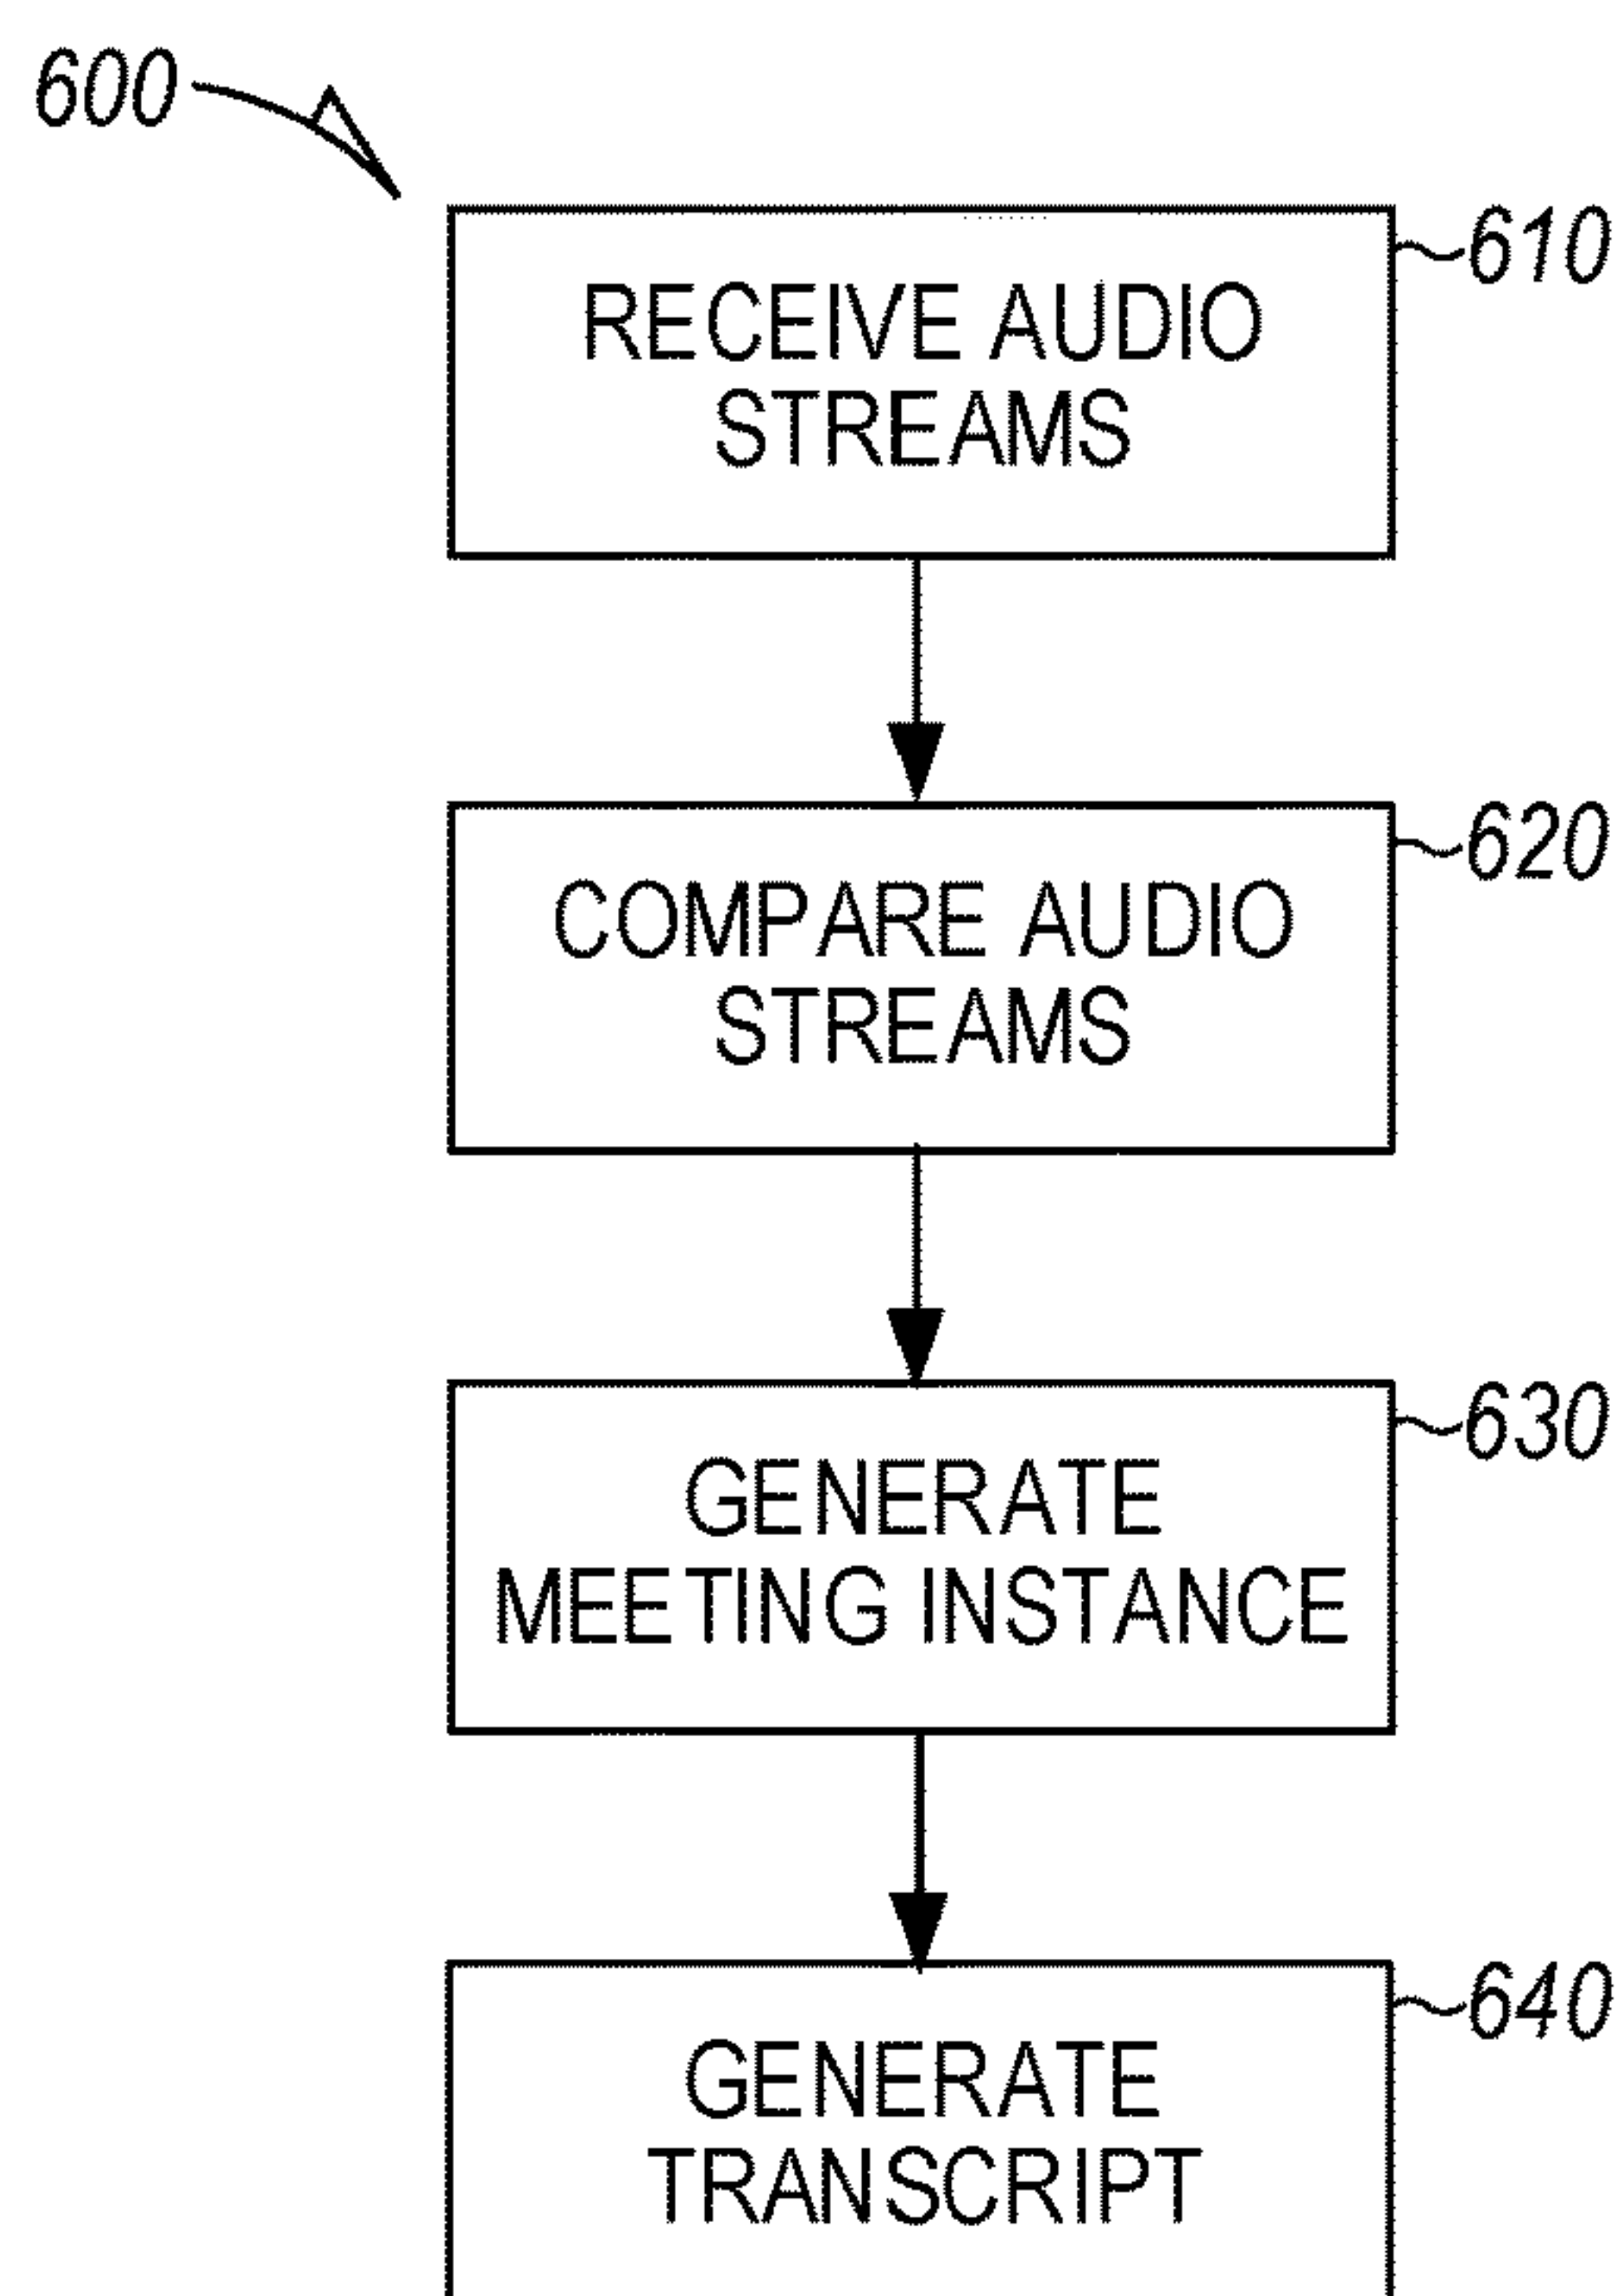 600
610
RECEIVE AUDIO
STREAMS
620
COMPARE AUDIO
STREAMS
630
GENERATE
MEETING INSTANCE
640
GENERATE
TRANSCRIPT